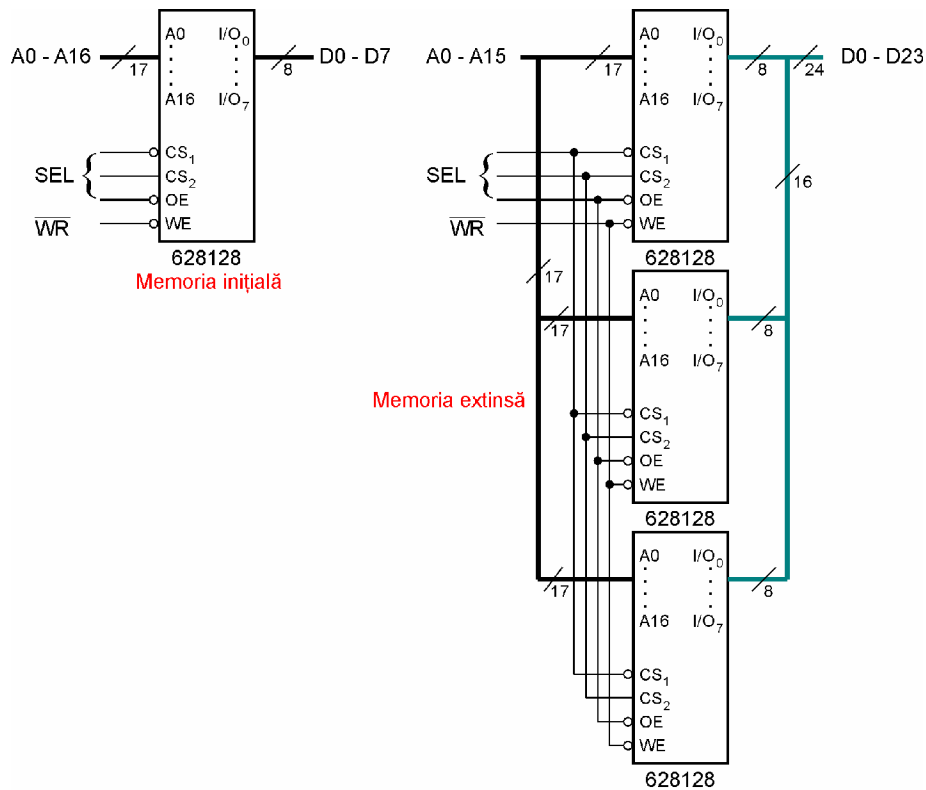 A0 - A16
17
A0
A16
I/O0
I/O7
8
D0 - D7
SEL
CS1
CS2
OE
WR
WE
628128
Memoria inițială
A0 - A15
17
A0
A16
I/O0
I/O7
8
24
D0 - D23
16
SEL
CS1
CS2
OE
WR
WE
628128
17
17
A0
A16
I/O0
I/O7
8
CS1
CS2
OE
WE
628128
Memoria extinsă
17
A0
A16
I/O0
I/O7
8
CS1
CS2
OE
WE
628128